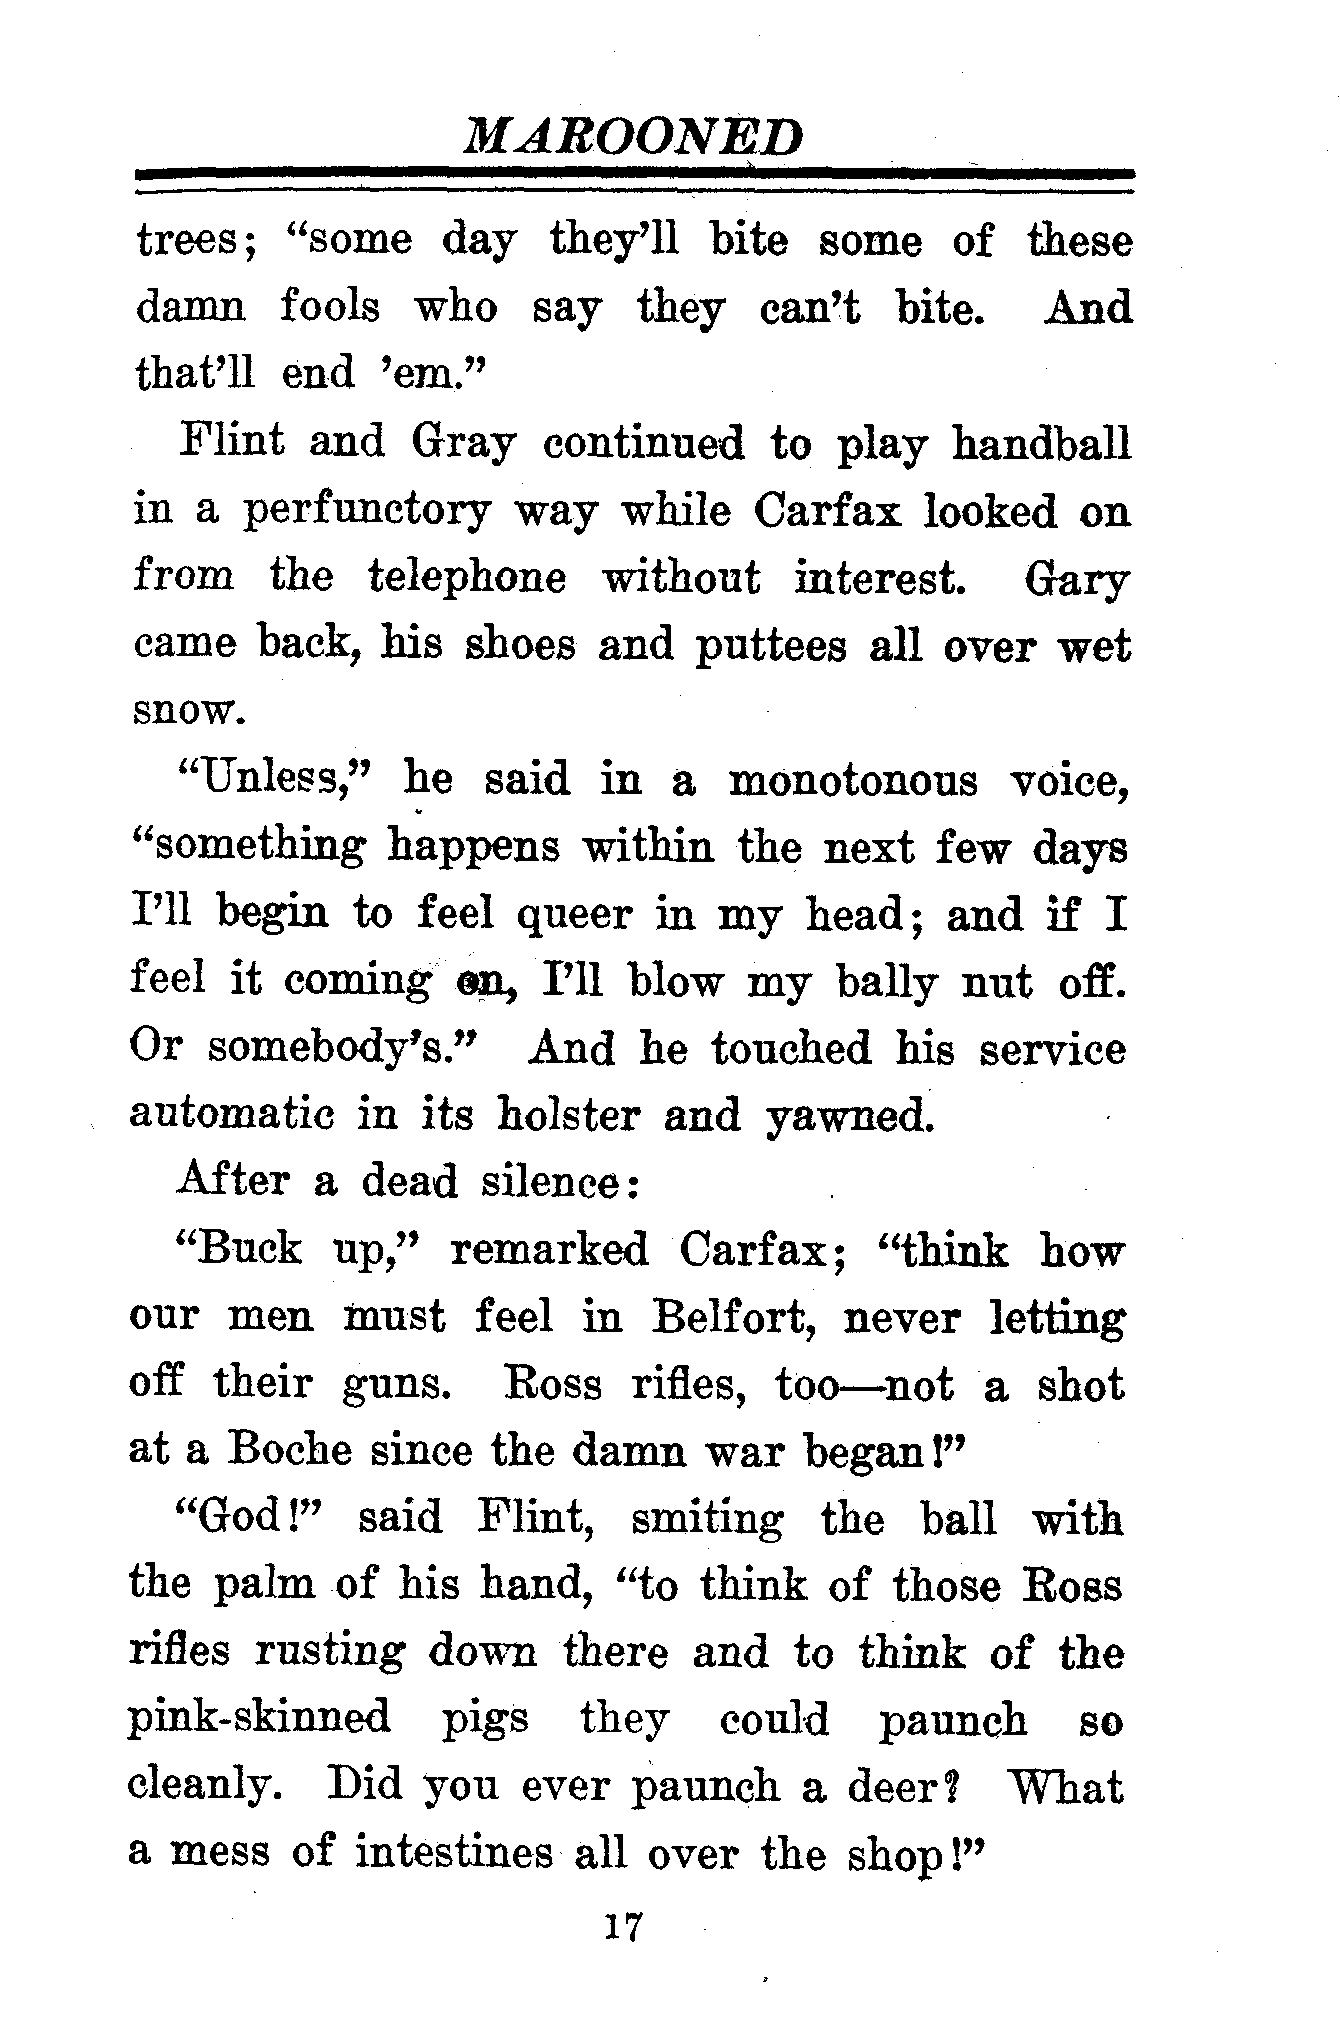 MAROONED
trees; “some day they’ll bite some of these
damn fools who say they can’t bite. And
that’ll end ’em.”
Flint and Gray continued to play handball
in a perfunctory way while Carfax looked on
from the telephone without interest. Gary
came back, his shoes and puttees all over wet
snow.
“Unless,” he said in a monotonous voice,
“something happens within the next few days
I’ll begin to feel queer in my head; and if I
feel it coming on, I’ll blow my bally nut off.
Or somebody’s.” And he touched his service
automatic in its holster and yawned.
After a dead silence:
“Buck up,” remarked Carfax; “think how
our men must feel in Belfort, never letting
off their guns. Ross rifles, too—not a shot
at a Boche since the damn war began!”
“God!” said Flint, smiting the ball with
the palm of his hand, “to think of those Ross
rifles rusting down there and to think of the
pink-skinned pigs they could paunch so
cleanly. Did you ever paunch a deer? What
a mess of intestines all over the shop!”
17